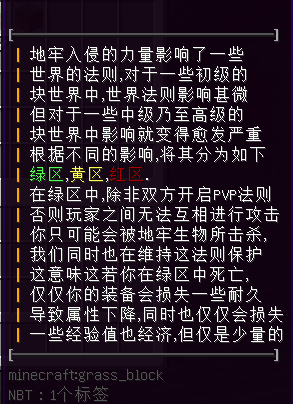 地牢入侵的力量影响了一些
世界的法则,对于一些初级的
块世界中,世界法则影响甚微
但对于一些中级乃至高级的
块世界中影响就变得愈发严重
根据不同的影响,将其分为如下
绿区,黄区,红区.
在绿区中,除非双方开启PVP法则
否则玩家之间无法互相进行攻击
你只可能会被地牢生物所击杀,
我们同时也在维持这法则保护
这意味这若你在绿区中死亡,
仅仅你的装备会损失一些耐久
导致属性下降,同时也仅仅会损失
一些经验值也经济,但仅是少量的
minecraft:grass_block
NBT：1个标签